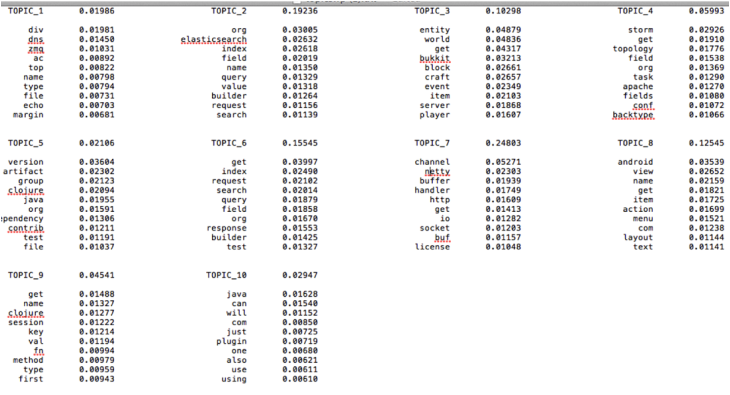 TOPIC_1 0.01986 TOPIC_2 0.19236 TOPIC_3 0.10298 TOPIC_4 0.05993
div 0.01981 org 0.03005 entity 0.04879 storm 0.02926
dns 0.01450 elasticsearch 0.02632 world 0.04836 get 0.01910
zmq 0.01031 index 0.02618 get 0.04317 topology 0.01776
ac 0.00892 field 0.02019 bukkit 0.03213 field 0.01538
top 0.00822 name 0.01350 block 0.02661 org 0.01369
name 0.00798 query 0.01329 craft 0.02657 task 0.01290
type 0.00794 value 0.01318 event 0.02349 apache 0.01270
file 0.00731 builder 0.01264 item 0.02103 fields 0.01080
echo 0.00703 request 0.01156 server 0.01868 conf 0.01072
margin 0.00681 search 0.01139 player 0.01607 backtype 0.01066
TOPIC_5 0.02106 TOPIC_6 0.15545 TOPIC_7 0.24803 TOPIC_8 0.12545
version 0.03604 get 0.03997 channel 0.05271 android 0.03539
artifact 0.02302 index 0.02490 netty 0.02303 view 0.02652
group 0.02123 request 0.02102 buffer 0.01939 name 0.02159
clojure 0.02094 search 0.02014 handler 0.01749 get 0.01821
java 0.01955 query 0.01879 http 0.01609 item 0.01725
org 0.01591 field 0.01858 get 0.01413 action 0.01699
ependency 0.01306 org 0.01670 io 0.01282 menu 0.01521
contrib 0.01211 response 0.01553 socket 0.01203 com 0.01238
test 0.01191 builder 0.01425 buf 0.01157 layout 0.01144
file 0.01037 test 0.01327 license 0.01048 text 0.01141
TOPIC_9 0.04541 TOPIC_10 0.02947
get 0.01488 java 0.01628
name 0.01327 can 0.01540
clojure 0.01277 will 0.01152
session 0.01222 com 0.00850
key 0.01214 just 0.00725
val 0.01194 plugin 0.00719
fn 0.00994 one 0.00680
method 0.00979 also 0.00621
type 0.00959 use 0.00611
first 0.00943 using 0.00610